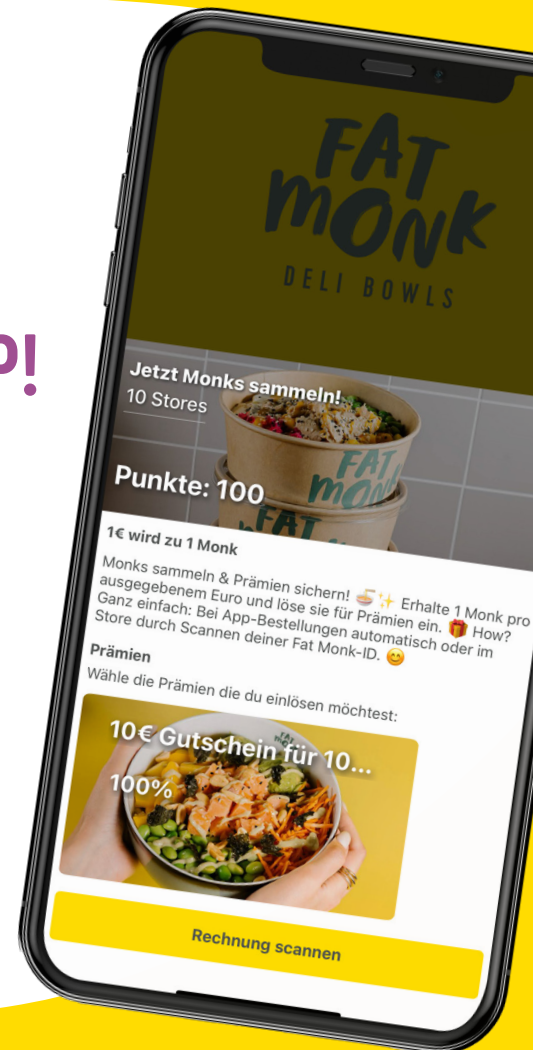 P!
FAT
MONK
DELI BOWLS
Jetzt Monks sammeln!
10 Stores
FAT
MONK
FAT
Punkte: 100
1€ wird zu 1 Monk
Monks sammeln & Prämien sichern! 🍜✨ Erhalte 1 Monk pro
ausgegebenem Euro und löse sie für Prämien ein. 🎁 How?
Ganz einfach: Bei App-Bestellungen automatisch oder im
Store durch Scannen deiner Fat Monk-ID. 😊
Prämien
Wähle die Prämien die du einlösen möchtest:
10€ Gutschein für 10...
100%
Rechnung scannen